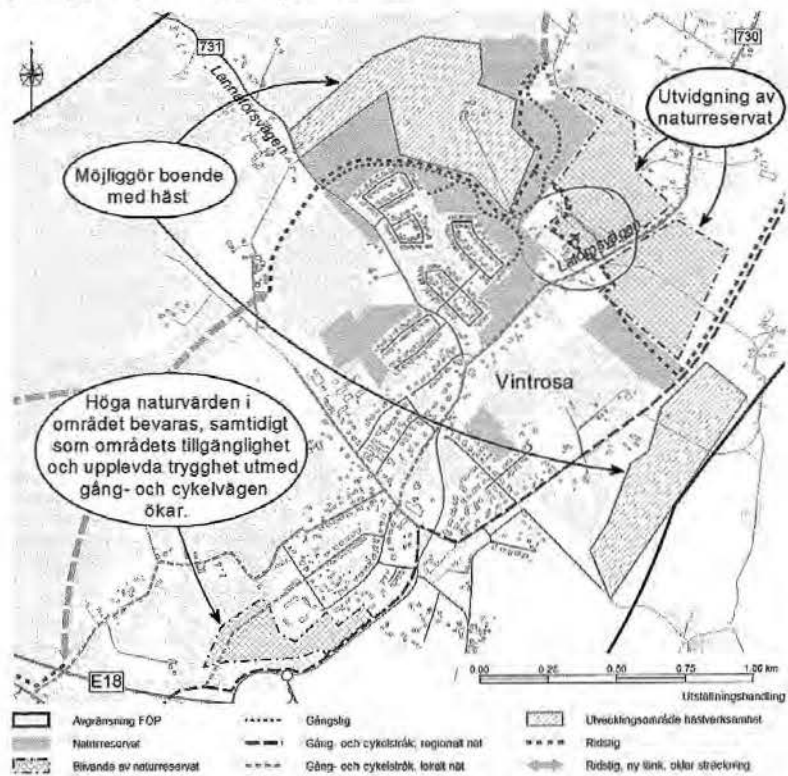 731
730
Lannaforsvägen
Utvidgning av
naturreservat
Möjliggör boende
med häst
Latorpsvägen
Vintrosa
Höga naturvärden i
området bevaras, samtidigt
som områdets tillgänglighet
och upplevda trygghet utmed
gång- och cykelvägen
ökar.
E18
0.00 0.25 0.50 0.75 1.00 km
Utställningshandling
Avgränsning FÖP
Naturreservat
Blivande av naturreservat
Gångstig
Gång- och cykelstråk, regionalt nät
Gång- och cykelstråk, lokalt nät
Utvecklingsområde hästverksamhet
Ridstig
Ridstig, ny länk, oklar sträckning